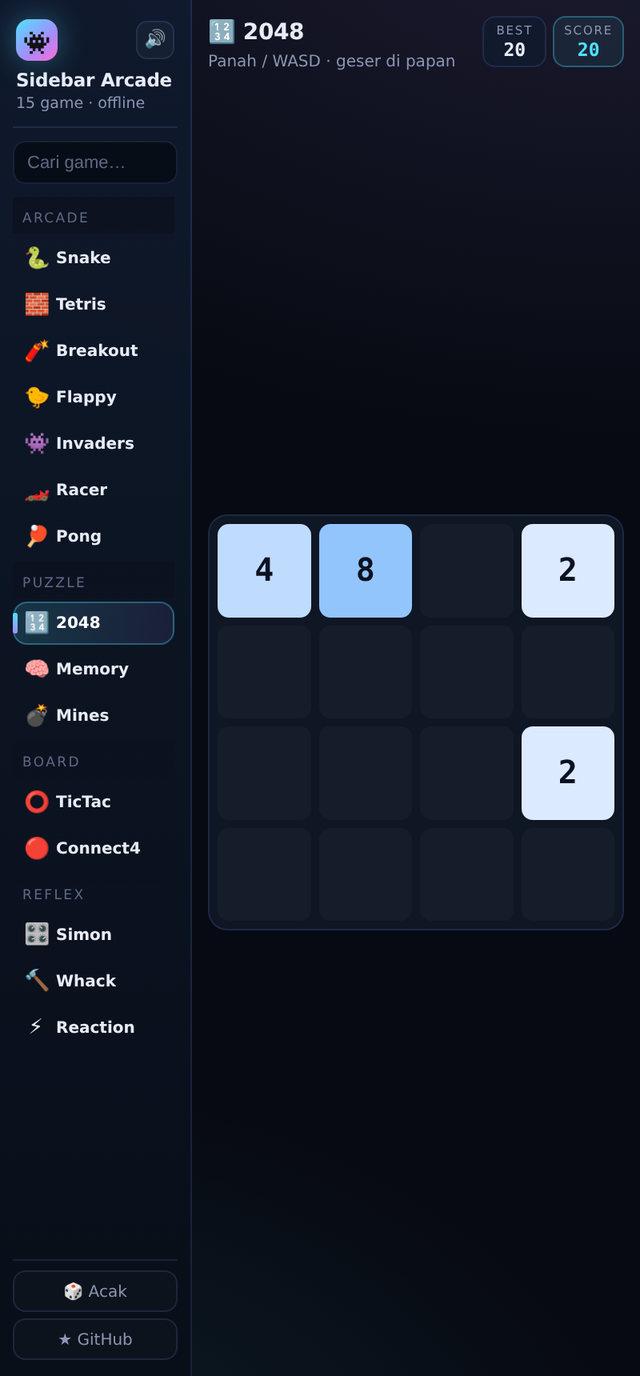 Sidebar Arcade
15 game · offline
Cari game…
ARCADE
Snake
Tetris
Breakout
Flappy
Invaders
Racer
Pong
PUZZLE
2048
Memory
Mines
BOARD
TicTac
Connect4
REFLEX
Simon
Whack
Reaction
Acak
★ GitHub
2048
Panah / WASD · geser di papan
BEST
20
SCORE
20
4 8 2
2